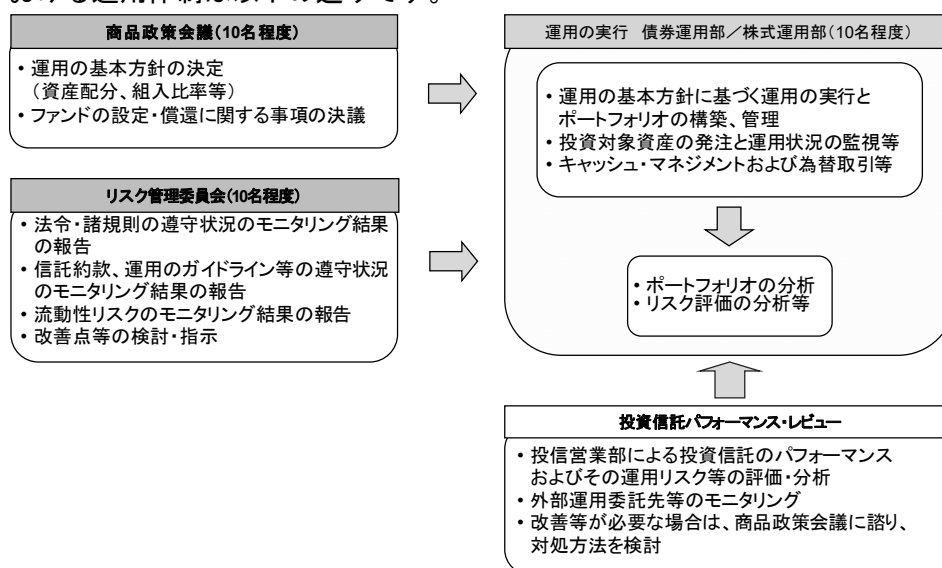 おける運用体制は以下の通りです。
商品政策会議(10名程度)
・運用の基本方針の決定
(資産配分、組入比率等)
・ファンドの設定・償還に関する事項の決議
リスク管理委員会(10名程度)
・法令・諸規則の遵守状況のモニタリング結果
の報告
・信託約款、運用のガイドライン等の遵守状況
のモニタリング結果の報告
・流動性リスクのモニタリング結果の報告
・改善点等の検討・指示
運用の実行 債券運用部/株式運用部(10名程度)
・運用の基本方針に基づく運用の実行と
ポートフォリオの構築、管理
・投資対象資産の発注と運用状況の監視等
・キャッシュ・マネジメントおよび為替取引等
・ポートフォリオの分析
・リスク評価の分析等
投資信託パフォーマンス・レビュー
・投信営業部による投資信託のパフォーマンス
およびその運用リスク等の評価・分析
・外部運用委託先等のモニタリング
・改善等が必要な場合は、商品政策会議に諮り、
対処方法を検討